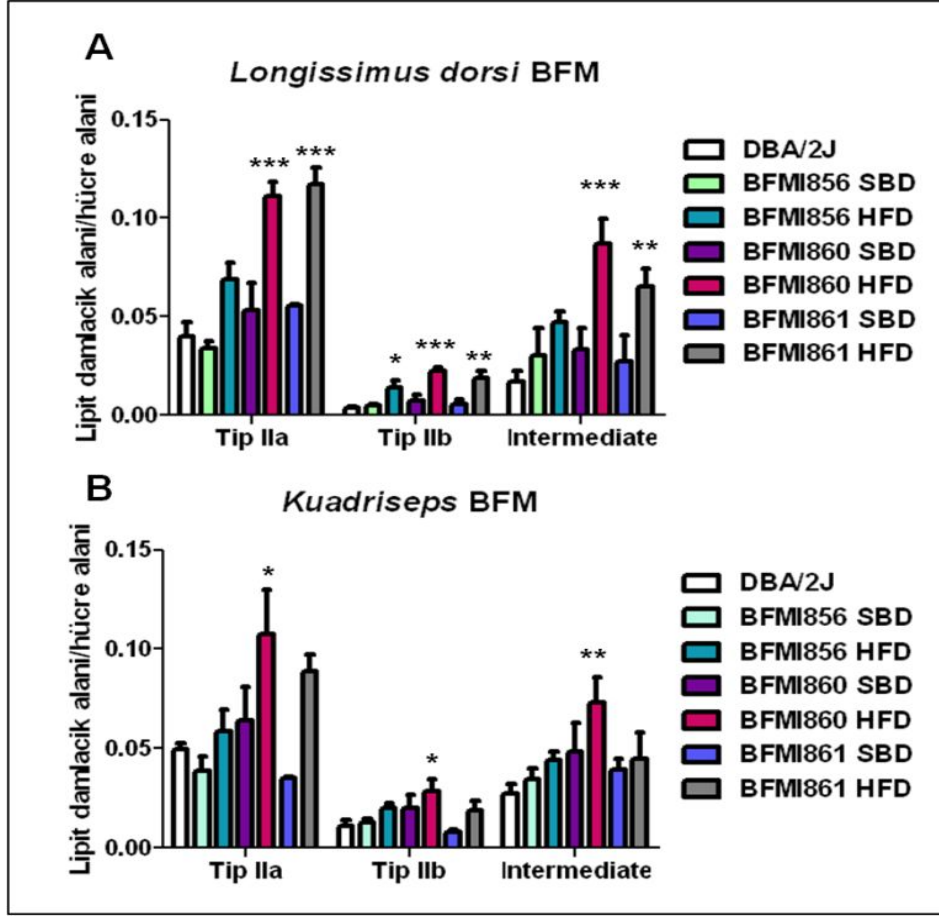 A
Longissimus dorsi BFM
Lipit damlacik alani/hücre alani
0.15
0.10
0.05
0.00
*** ***
* *** **
*** **
Tip IIa Tip IIb Intermediate
DBA/2J
BFMI856 SBD
BFMI856 HFD
BFMI860 SBD
BFMI860 HFD
BFMI861 SBD
BFMI861 HFD
B
Kuadriseps BFM
Lipit damlacik alani/hücre alani
0.15
0.10
0.05
0.00
*
*
**
Tip IIa Tip IIb Intermediate
DBA/2J
BFMI856 SBD
BFMI856 HFD
BFMI860 SBD
BFMI860 HFD
BFMI861 SBD
BFMI861 HFD